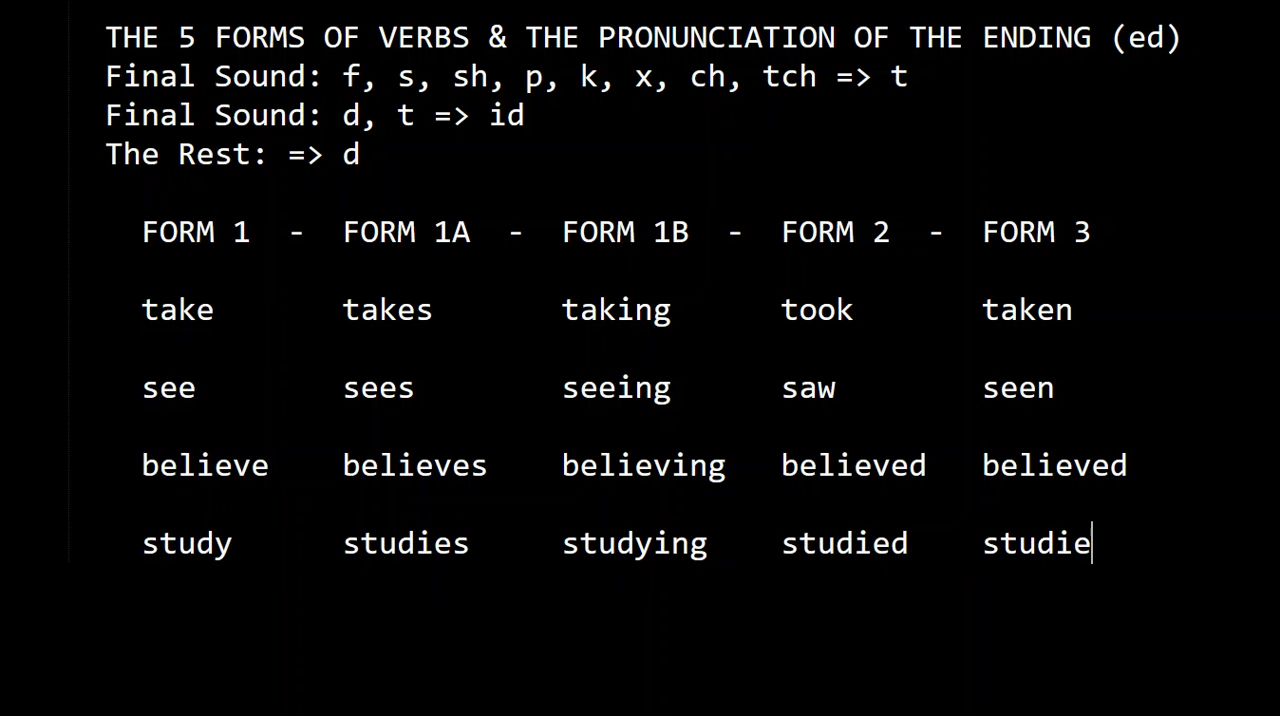 THE 5 FORMS OF VERBS & THE PRONUNCIATION OF THE ENDING (ed)
Final Sound: f, s, sh, p, k, x, ch, tch => t
Final Sound: d, t => id
The Rest: => d
FORM 1 - FORM 1A - FORM 1B - FORM 2 - FORM 3
take takes taking took taken
see sees seeing saw seen
believe believes believing believed believed
study studies studying studied studie